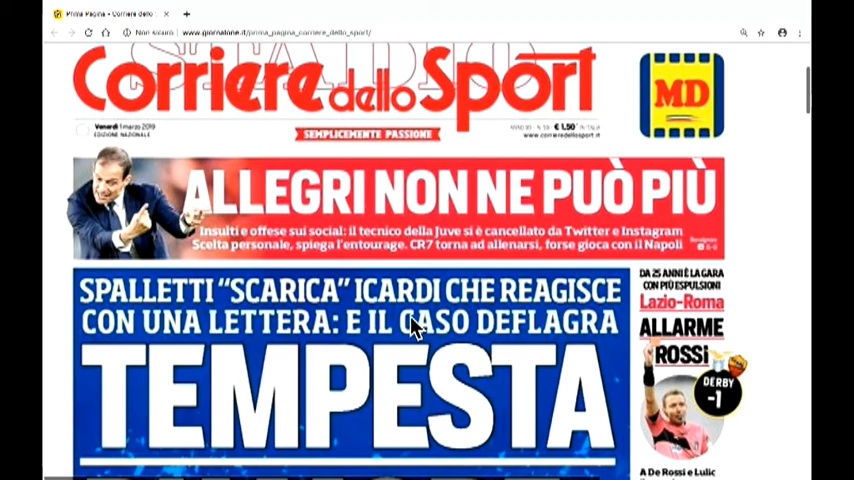 Prima Pagina - Corriere dello
Non sicuro
www.giornalone.it/prima_pagina_corriere_dello_sport/
STADIO
Corriere dello Sport
MD
Venerdì 1 marzo 2019
EDIZIONE NAZIONALE
SEMPLICEMENTE PASSIONE
€ 1,50 IN ITALIA
www.corrieredellosport.it
ALLEGRI NON NE PUÒ PIÙ
Insulti e offese sui social: il tecnico della Juve si è cancellato da Twitter e Instagram
Scelta personale, spiega l'entourage. CR7 torna ad allenarsi, forse gioca con il Napoli
SPALLETTI “SCARICA” ICARDI CHE REAGISCE
CON UNA LETTERA: E IL CASO DEFLAGRA
TEMPESTA
DA 25 ANNI È LA GARA
CON PIÙ ESPULSIONI
Lazio-Roma
ALLARME
ROSSI
DERBY
-1
A De Rossi e Lulic